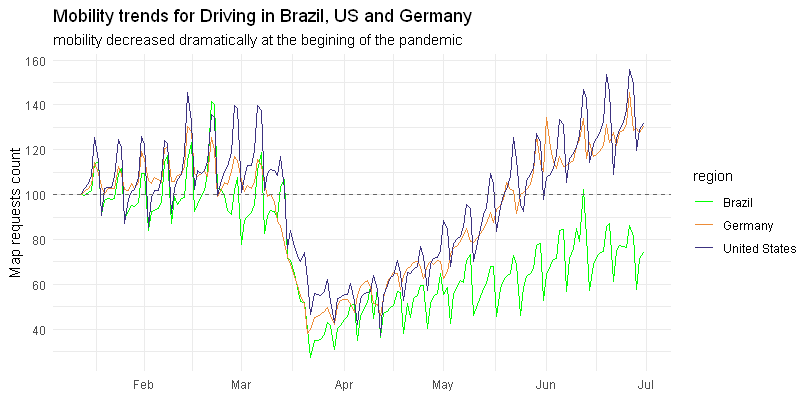 Mobility trends for Driving in Brazil, US and Germany
mobility decreased dramatically at the begining of the pandemic
160
140
120
100
80
60
40
Map requests count
Feb Mar Apr May Jun Jul
region
Brazil
Germany
United States